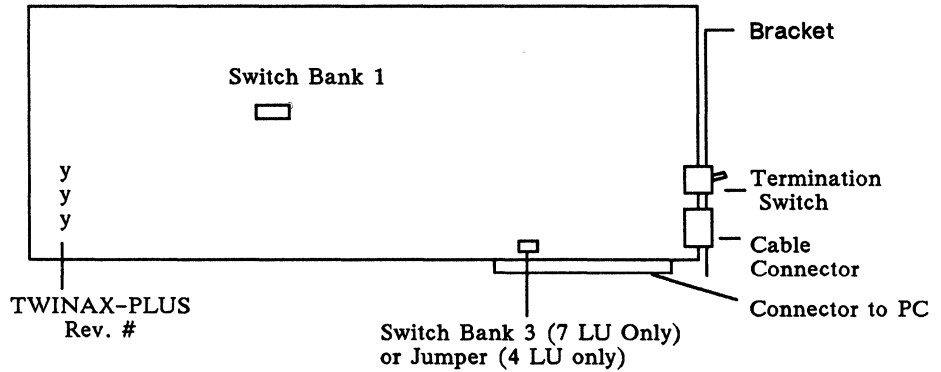 Bracket
Switch Bank 1
y
y
y
Termination
Switch
Cable
Connector
Connector to PC
TWINAX-PLUS
Rev. #
Switch Bank 3 (7 LU Only)
or Jumper (4 LU only)